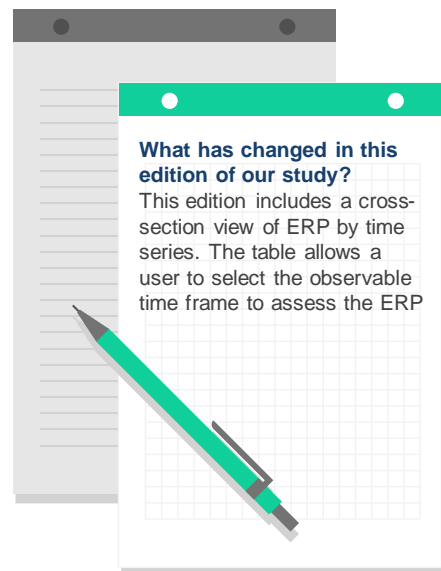 What has changed in this
edition of our study?
This edition includes a cross-
section view of ERP by time
series. The table allows a
user to select the observable
time frame to assess the ERP